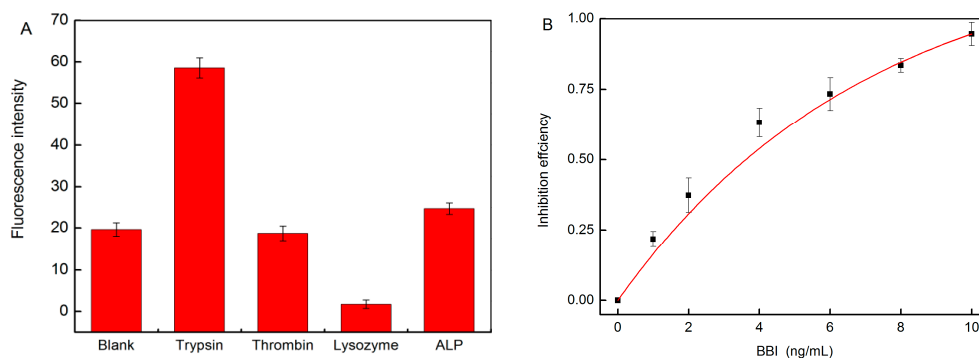 A
Fluorescence intensity
70
60
50
40
30
20
10
0
Blank Trypsin Thrombin Lysozyme ALP
B
Inhibition effciency
1.00
0.75
0.50
0.25
0.00
0 2 4 6 8 10
BBI (ng/mL)